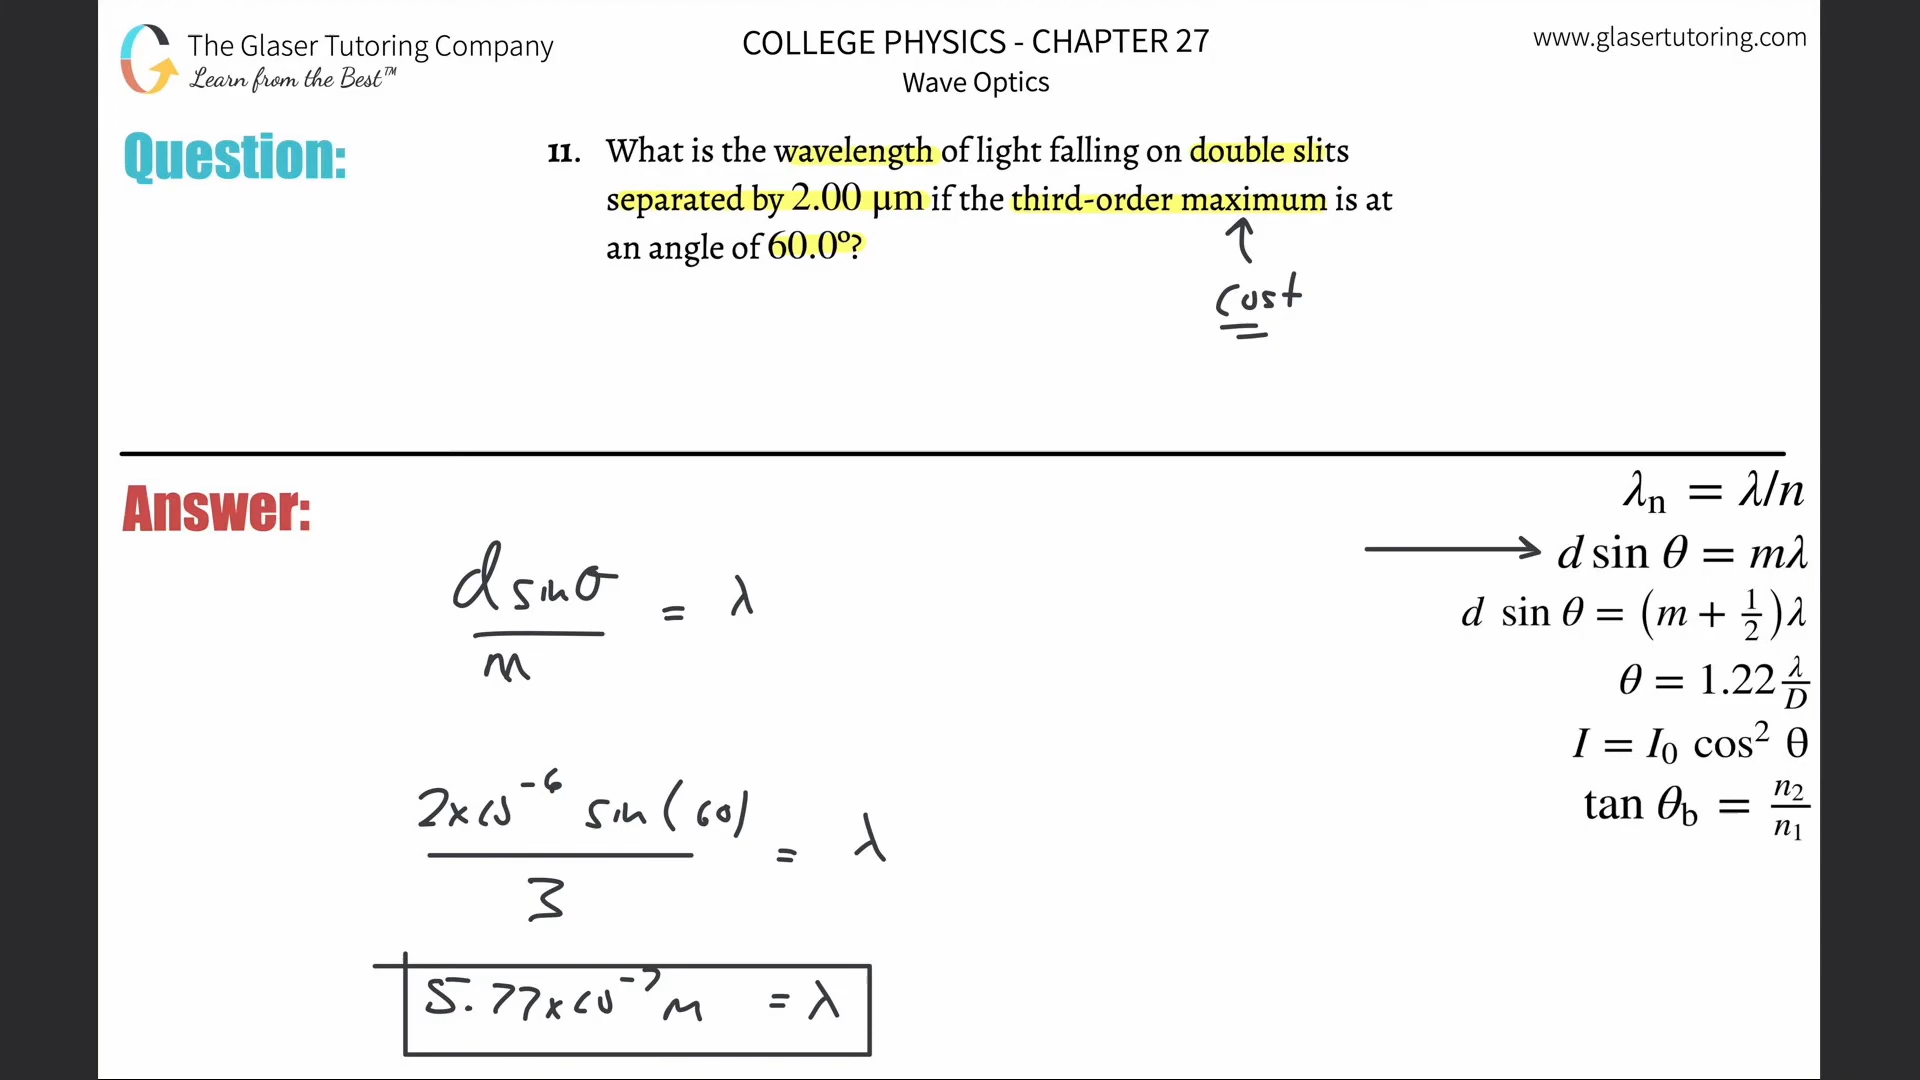 The Glaser Tutoring Company
Learn from the Best™
COLLEGE PHYSICS - CHAPTER 27
Wave Optics
www.glasertutoring.com
Question:
11. What is the wavelength of light falling on double slits
separated by 2.00 μm if the third-order maximum is at
an angle of 60.0º?
Answer:
d sin θ / m = λ
2x10⁻⁶ sin(60) / 3 = λ
5.77x10⁻⁷ m = λ
λₙ = λ/n
d sin θ = mλ
d sin θ = (m + 1/2)λ
θ = 1.22 λ/D
I = I₀ cos² θ
tan θb = n₂/n₁